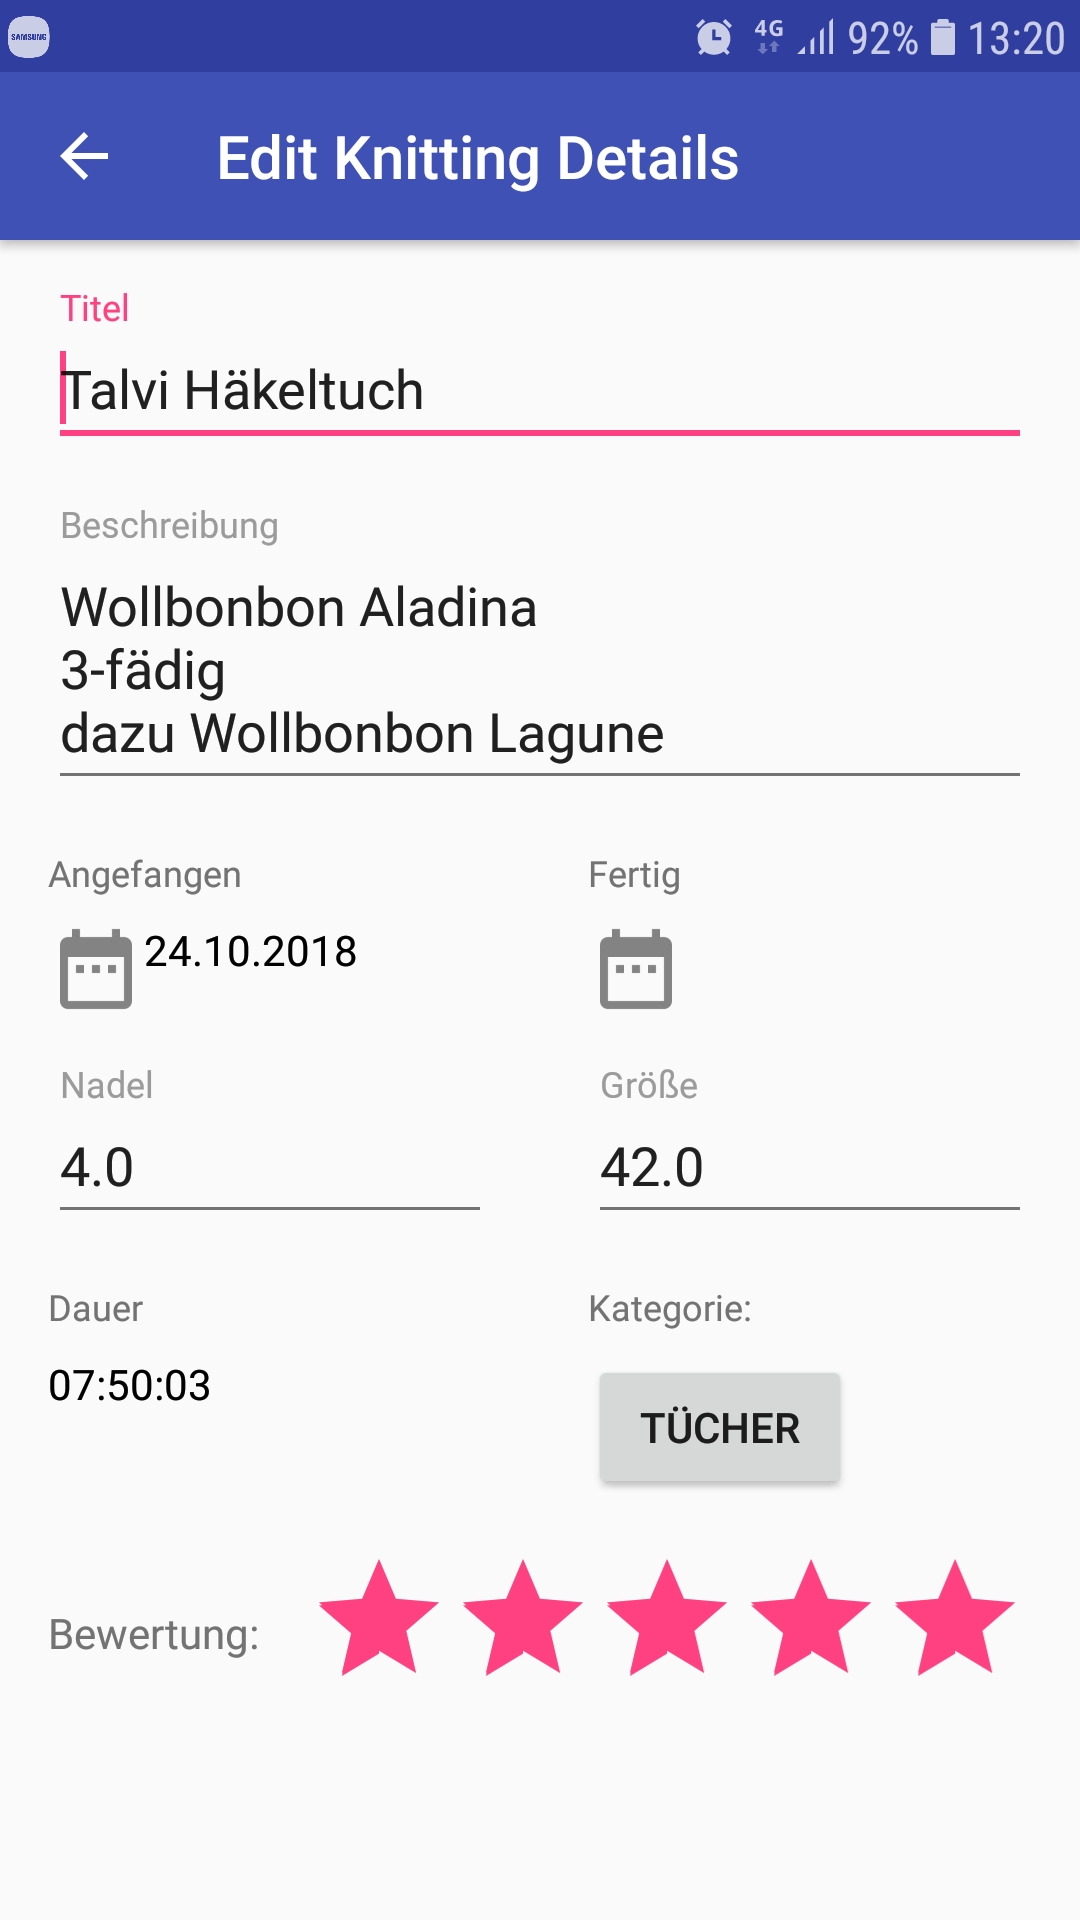 SAMSUNG 4G 92% 13:20
Edit Knitting Details
Titel
Talvi Häkeltuch
Beschreibung
Wollbonbon Aladina
3-fädig
dazu Wollbonbon Lagune
Angefangen Fertig
24.10.2018
Nadel Größe
4.0 42.0
Dauer Kategorie:
07:50:03
TÜCHER
Bewertung: